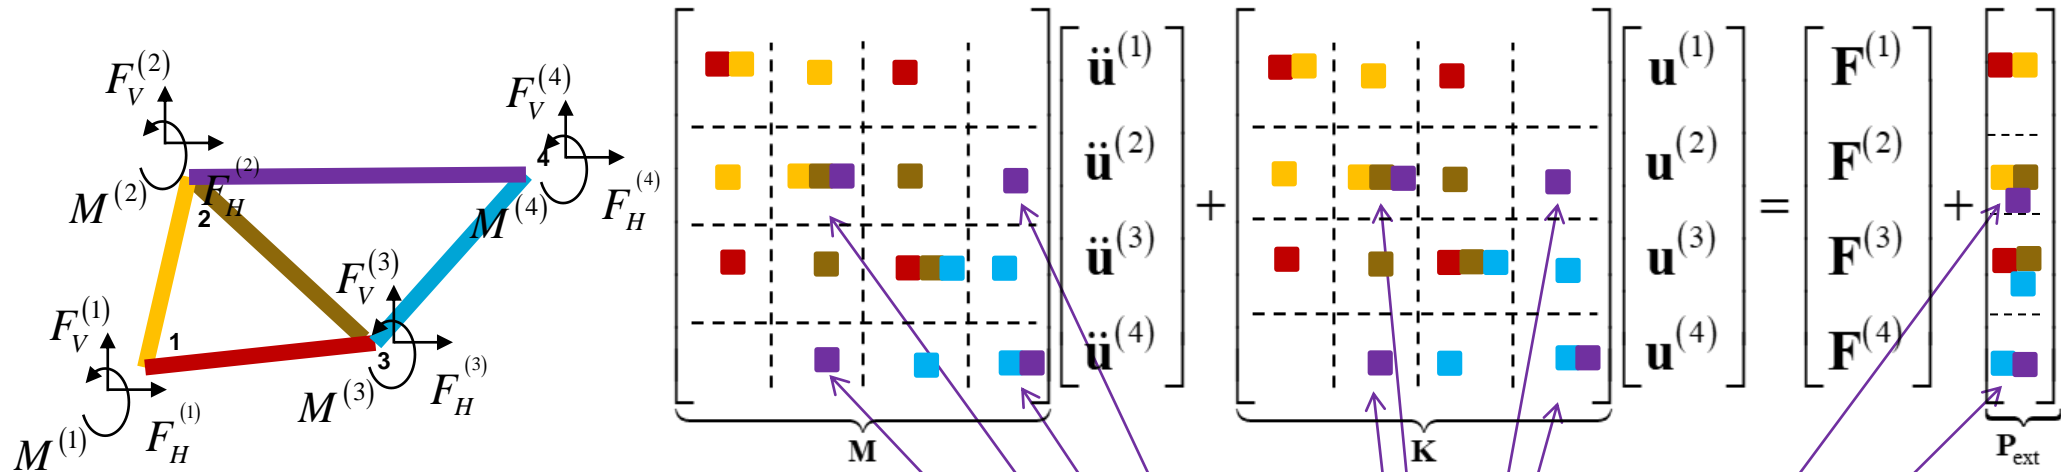 F_V^(2)
F_V^(4)
M^(2)
F_H^(2)
2
4
M^(4)
F_H^(4)
F_V^(3)
F_V^(1)
1
3
M^(3)
F_H^(3)
M^(1)
F_H^(1)
ü^(1) u^(1) F^(1)
ü^(2) u^(2) F^(2)
+ = +
ü^(3) u^(3) F^(3)
ü^(4) u^(4) F^(4)
M K P_ext